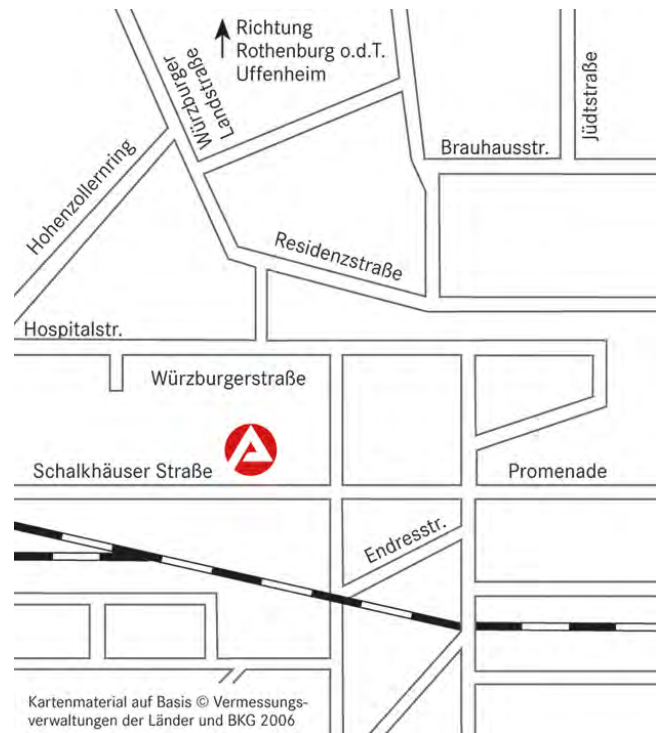 Richtung
Rothenburg o.d.T.
Uffenheim
Würzburger
Landstraße
Jüdtstraße
Brauhausstr.
Hohenzollernring
Residenzstraße
Hospitalstr.
Würzburgerstraße
Schalkhäuser Straße
Promenade
Endresstr.
Kartenmaterial auf Basis © Vermessungs-
verwaltungen der Länder und BKG 2006